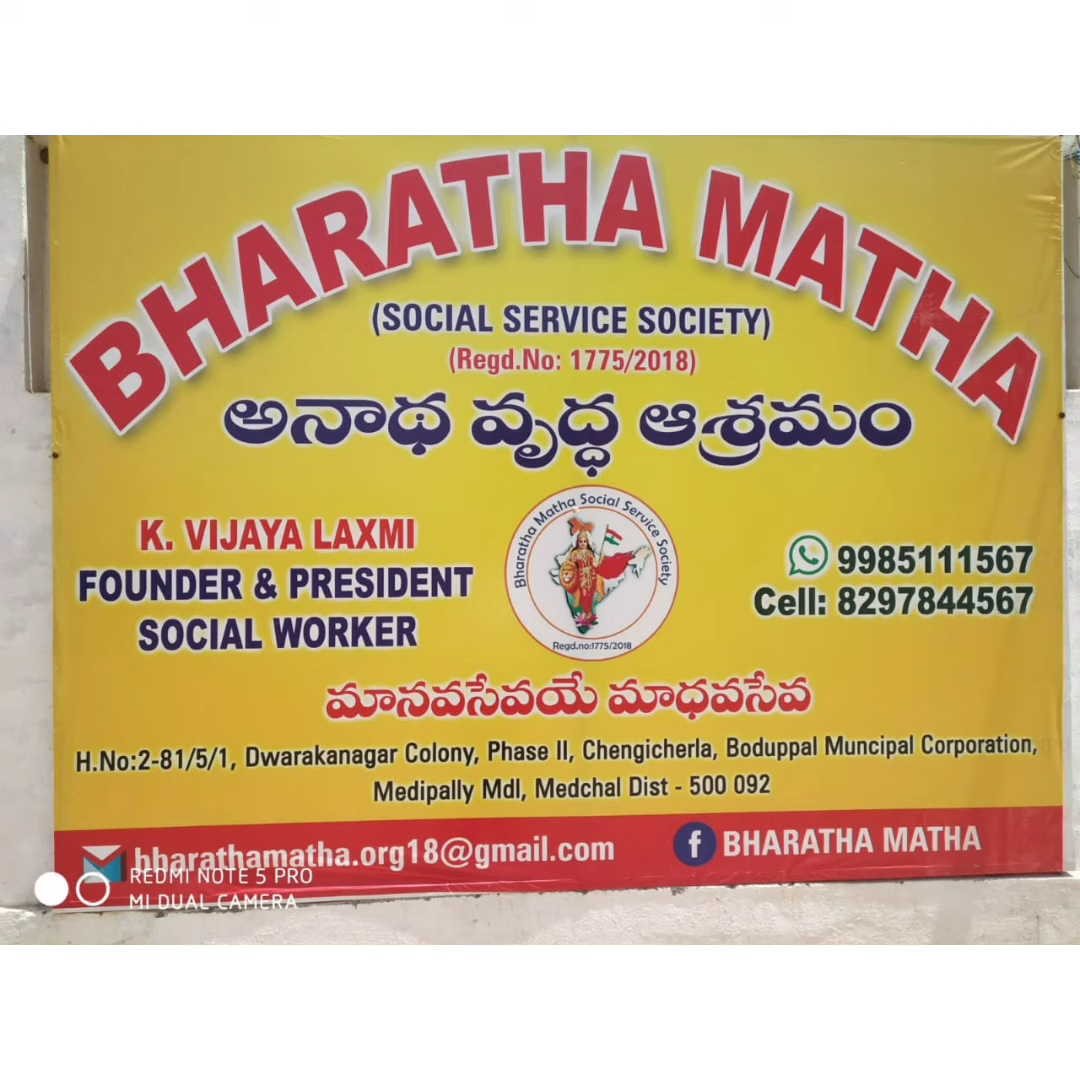 BHARATHA MATHA
(SOCIAL SERVICE SOCIETY)
(Regd.No: 1775/2018)
అనాథ వృద్ధ ఆశ్రమం
K. VIJAYA LAXMI
FOUNDER & PRESIDENT
SOCIAL WORKER
Bharatha Matha Social Service Society
Regd.no:1775/2018
9985111567
Cell: 8297844567
మానవసేవయే మాధవసేవ
H.No:2-81/5/1, Dwarakanagar Colony, Phase II, Chengicherla, Boduppal Muncipal Corporation,
Medipally Mdl, Medchal Dist - 500 092
bharathamatha.org18@gmail.com
f BHARATHA MATHA
REDMI NOTE 5 PRO
MI DUAL CAMERA